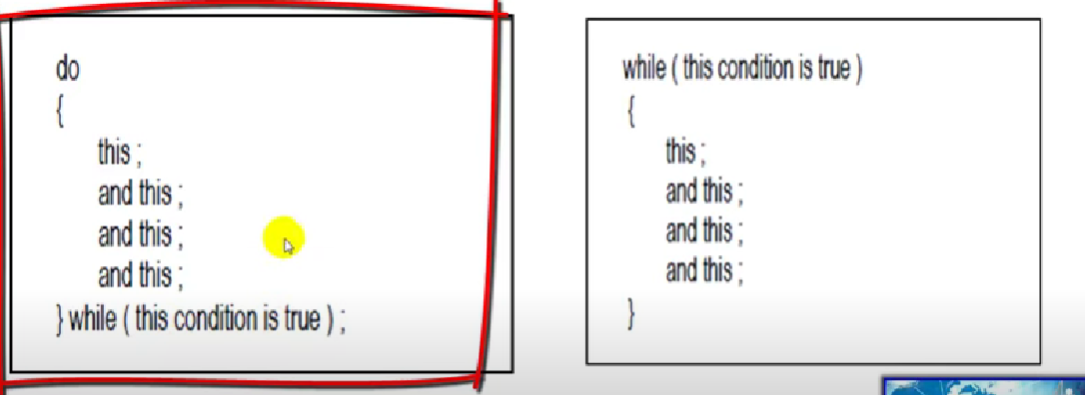 do
{
this ;
and this ;
and this ;
and this ;
} while ( this condition is true ) ;
while ( this condition is true )
{
this ;
and this ;
and this ;
and this ;
}